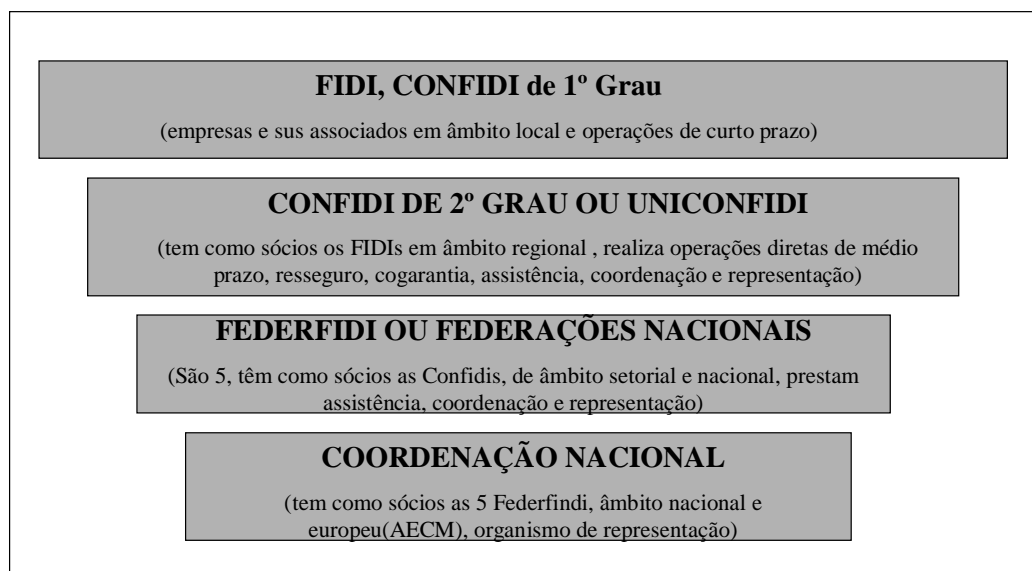 FIDI, CONFIDI de 1º Grau
(empresas e sus associados em âmbito local e operações de curto prazo)
CONFIDI DE 2º GRAU OU UNICONFIDI
(tem como sócios os FIDIs em âmbito regional , realiza operações diretas de médio
prazo, resseguro, cogarantia, assistência, coordenação e representação)
FEDERFIDI OU FEDERAÇÕES NACIONAIS
(São 5, têm como sócios as Confidis, de âmbito setorial e nacional, prestam
assistência, coordenação e representação)
COORDENAÇÃO NACIONAL
(tem como sócios as 5 Federfindi, âmbito nacional e
europeu(AECM), organismo de representação)